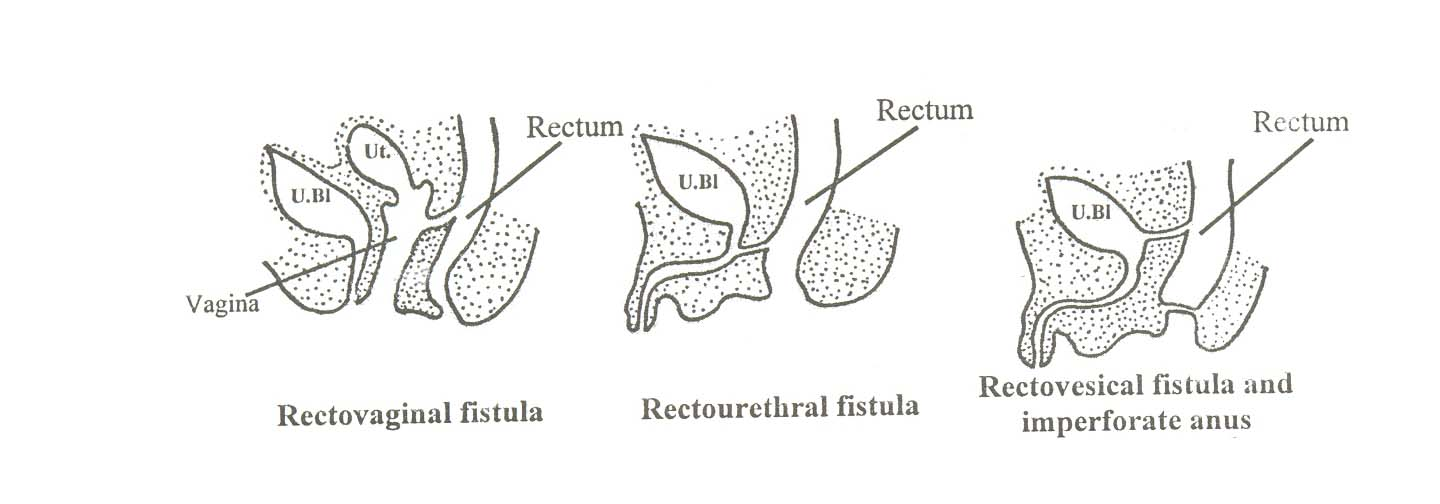 Rectum
Ut.
U.Bl
Vagina
Rectovaginal fistula
Rectum
U.Bl
Rectourethral fistula
Rectum
U.Bl
Rectovesical fistula and
imperforate anus